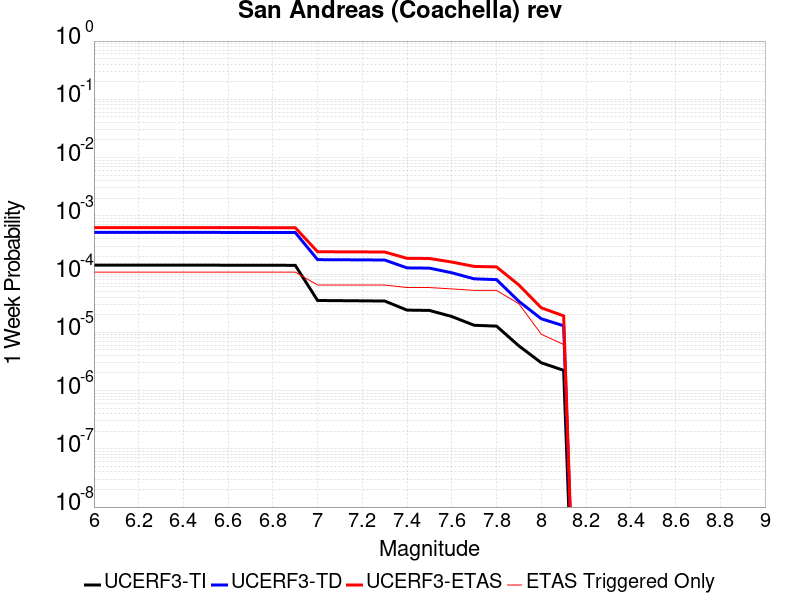 San Andreas (Coachella) rev
10^0
10^-1
10^-2
10^-3
10^-4
10^-5
10^-6
10^-7
10^-8
1 Week Probability
6 6.2 6.4 6.6 6.8 7 7.2 7.4 7.6 7.8 8 8.2 8.4 8.6 8.8 9
Magnitude
UCERF3-TI UCERF3-TD UCERF3-ETAS ETAS Triggered Only